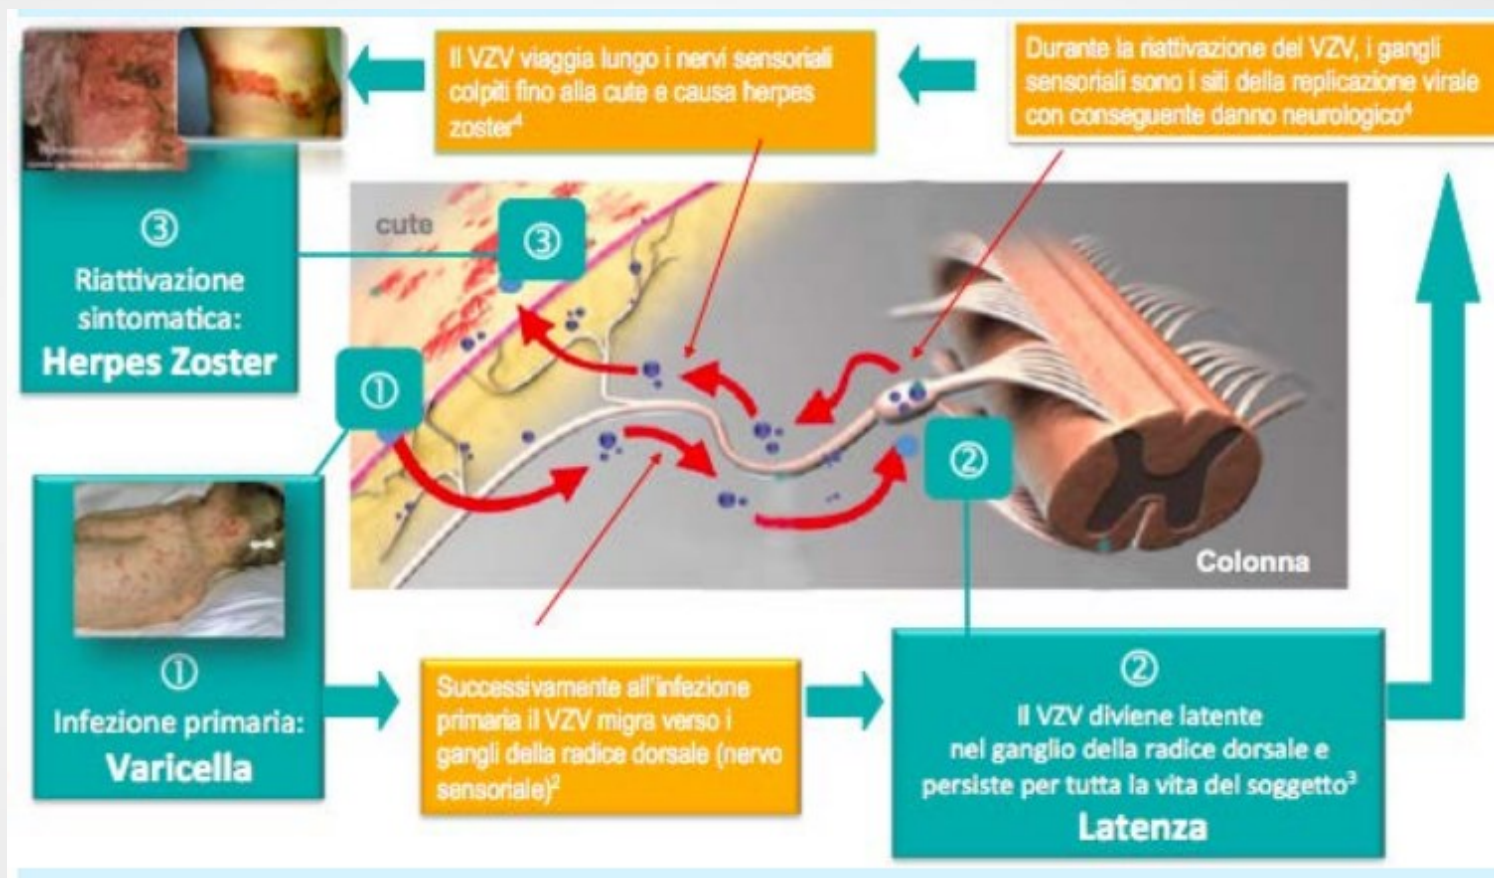 Il VZV viaggia lungo i nervi sensoriali
colpiti fino alla cute e causa herpes
zoster⁴
Durante la riattivazione del VZV, i gangli
sensoriali sono i siti della replicazione virale
con conseguente danno neurologico⁴
③
Riattivazione
sintomatica:
Herpes Zoster
cute
③
①
②
Colonna
①
Infezione primaria:
Varicella
Successivamente all'infezione
primaria il VZV migra verso i
gangli della radice dorsale (nervo
sensoriale)²
②
Il VZV diviene latente
nel ganglio della radice dorsale e
persiste per tutta la vita del soggetto³
Latenza